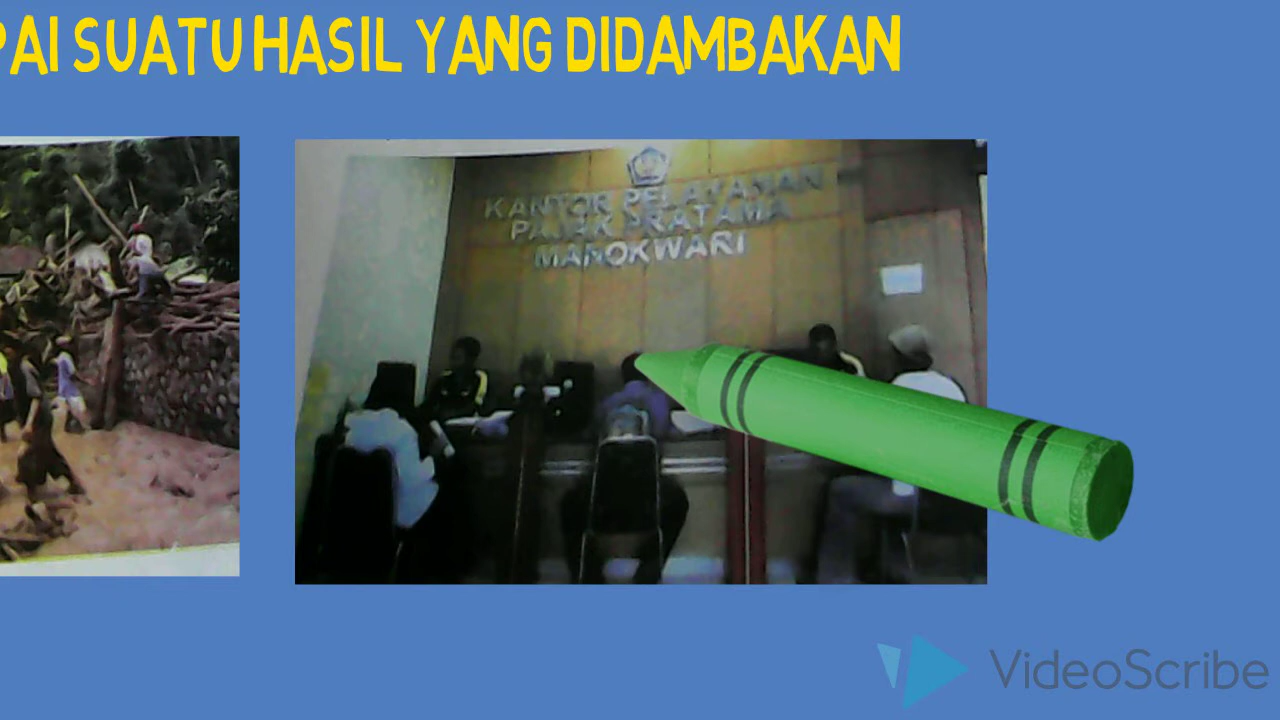 PAI SUATU HASIL YANG DIDAMBAKAN
KANTOR PELAYANAN
PAJAK PRATAMA
MANOKWARI
VideoScribe